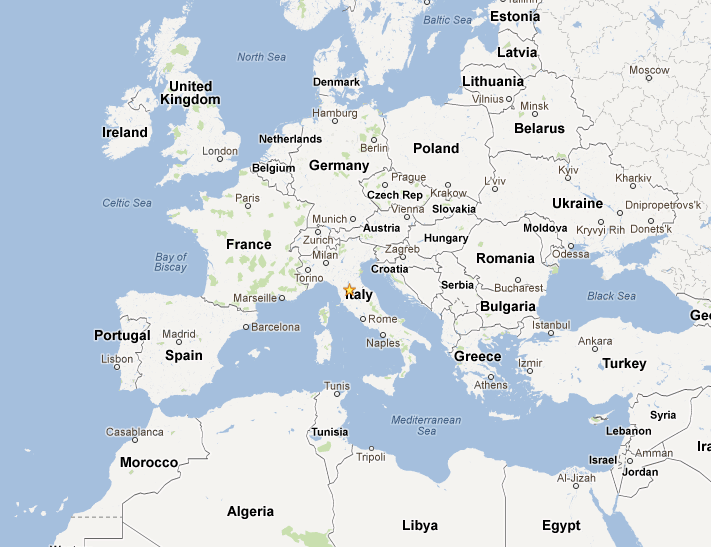 Estonia
Baltic Sea
Latvia
North Sea
Moscow
Denmark
Lithuania
United
Kingdom
Vilnius
Minsk
Hamburg
Ireland
Belarus
Netherlands
Berlin
Poland
London
Germany
Belgium
Kyiv
Prague
Kharkiv
L'viv
Krakow
Czech Rep
Paris
Celtic Sea
Ukraine
Dnipropetrovs'k
Vienna
Slovakia
Munich
Kryvyi Rih
Donets'k
Austria
Moldova
Zurich
Hungary
France
Zagreb
Odessa
Milan
Bay of
Biscay
Romania
Croatia
Torino
Serbia
Bucharest
Marseille
Italy
Black Sea
Bulgaria
Geo
Rome
Barcelona
Istanbul
Portugal
Madrid
Naples
Ankara
Spain
Greece
Lisbon
Izmir
Turkey
Athens
Tunis
Syria
Mediterranean
Sea
Casablanca
Tunisia
Lebanon
Ira
Tripoli
Israel
Amman
Morocco
Jordan
Al-Jizah
Algeria
Libya
Egypt